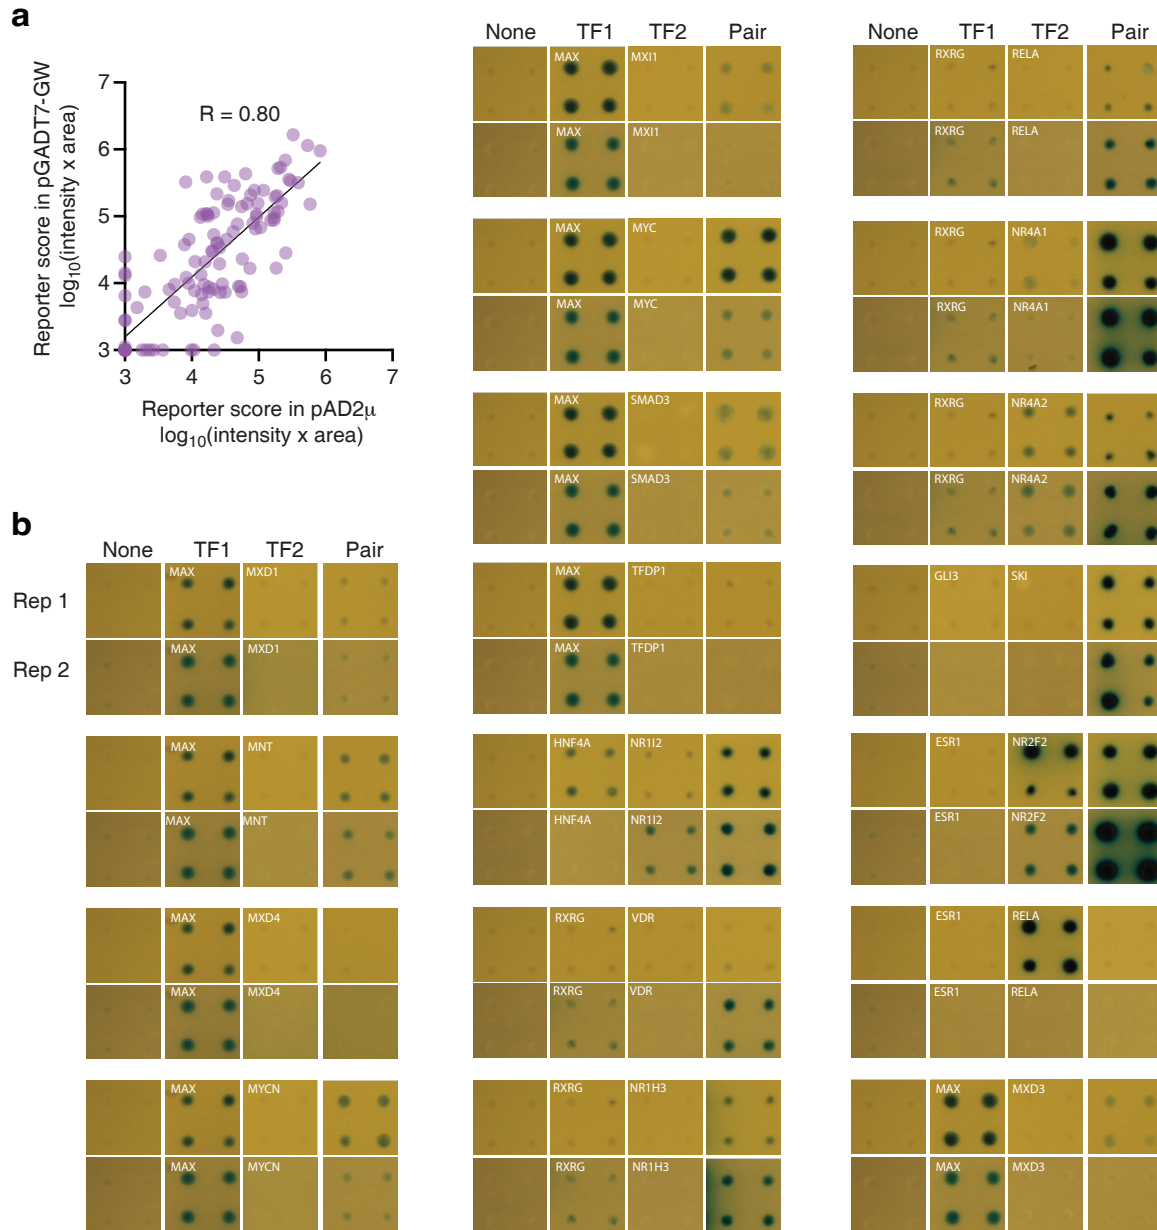 a
Reporter score in pGADT7-GW
log10(intensity x area)
7
6
5
4
3
R = 0.80
3 4 5 6 7
Reporter score in pAD2μ
log10(intensity x area)
b
None TF1 TF2 Pair
Rep 1
MAX MXD1
Rep 2
MAX MXD1
MAX MNT
MAX MNT
MAX MXD4
MAX MXD4
MAX MYCN
MAX MYCN
None TF1 TF2 Pair
MAX MXI1
MAX MXI1
MAX MYC
MAX MYC
MAX SMAD3
MAX SMAD3
MAX TFDP1
MAX TFDP1
HNF4A NR1I2
HNF4A NR1I2
RXRG VDR
RXRG VDR
RXRG NR1H3
RXRG NR1H3
None TF1 TF2 Pair
RXRG RELA
RXRG RELA
RXRG NR4A1
RXRG NR4A1
RXRG NR4A2
RXRG NR4A2
GLI3 SKI
ESR1 NR2F2
ESR1 NR2F2
ESR1 RELA
ESR1 RELA
MAX MXD3
MAX MXD3